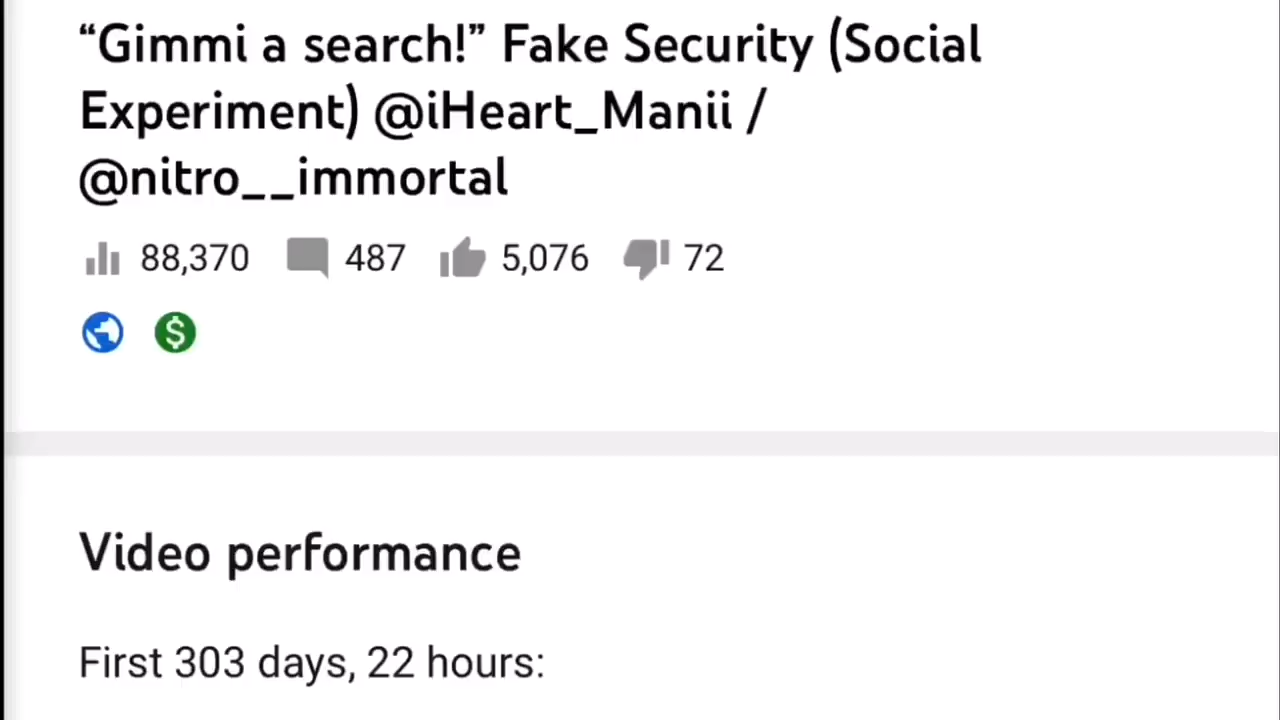 “Gimmi a search!” Fake Security (Social
Experiment) @iHeart_Manii /
@nitro__immortal
88,370 487 5,076 72
$
Video performance
First 303 days, 22 hours: